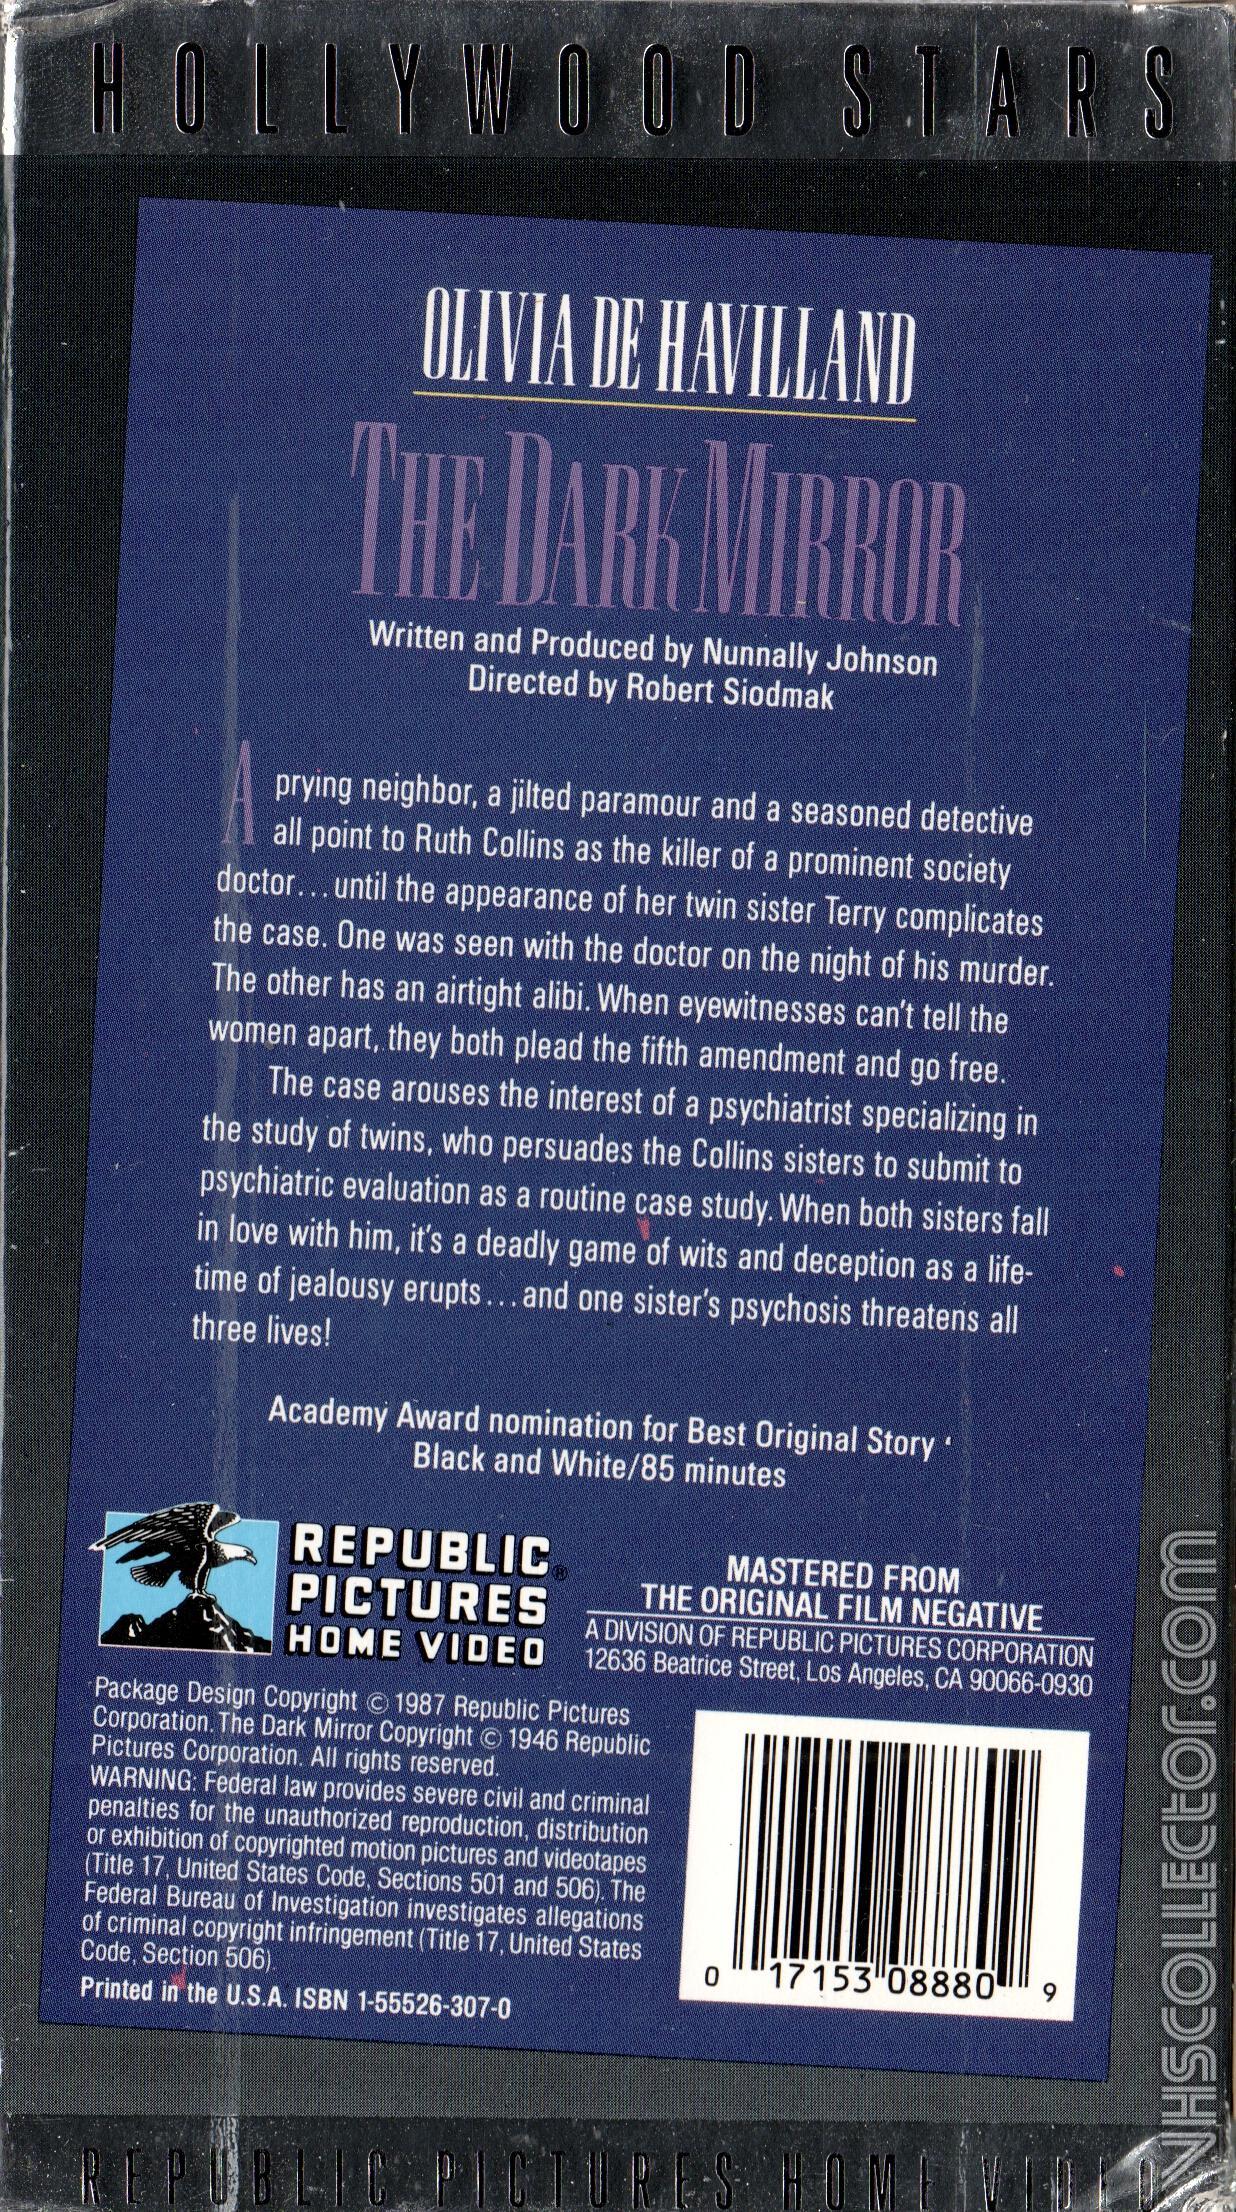 HOLLYWOOD STARS
OLIVIA DE HAVILLAND
THE DARK MIRROR
Written and Produced by Nunnally Johnson
Directed by Robert Siodmak
A prying neighbor, a jilted paramour and a seasoned detective
all point to Ruth Collins as the killer of a prominent society
doctor...until the appearance of her twin sister Terry complicates
the case. One was seen with the doctor on the night of his murder.
The other has an airtight alibi. When eyewitnesses can't tell the
women apart, they both plead the fifth amendment and go free.
The case arouses the interest of a psychiatrist specializing in
the study of twins, who persuades the Collins sisters to submit to
psychiatric evaluation as a routine case study. When both sisters fall
in love with him, it's a deadly game of wits and deception as a life-
time of jealousy erupts...and one sister's psychosis threatens all
three lives!
Academy Award nomination for Best Original Story
Black and White/85 minutes
REPUBLIC®
PICTURES
HOME VIDEO
MASTERED FROM
THE ORIGINAL FILM NEGATIVE
A DIVISION OF REPUBLIC PICTURES CORPORATION
12636 Beatrice Street, Los Angeles, CA 90066-0930
Package Design Copyright © 1987 Republic Pictures
Corporation. The Dark Mirror Copyright © 1946 Republic
Pictures Corporation. All rights reserved.
WARNING: Federal law provides severe civil and criminal
penalties for the unauthorized reproduction, distribution
or exhibition of copyrighted motion pictures and videotapes
(Title 17, United States Code, Sections 501 and 506). The
Federal Bureau of Investigation investigates allegations
of criminal copyright infringement (Title 17, United States
Code, Section 506).
Printed in the U.S.A. ISBN 1-55526-307-0
0 17153 08880 9
VHSCOLLECTOR.COM
REPUBLIC PICTURES HOME VIDEO